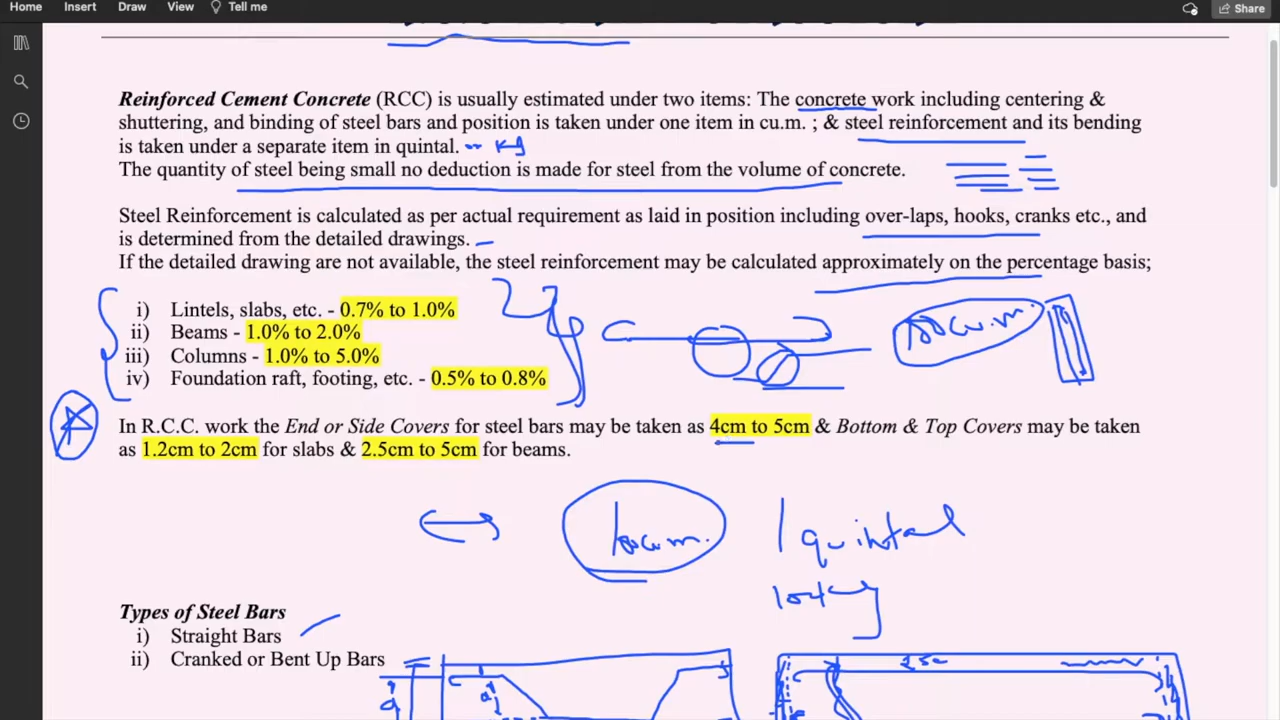 Home Insert Draw View Tell me Share
Reinforced Cement Concrete (RCC) is usually estimated under two items: The concrete work including centering &
shuttering, and binding of steel bars and position is taken under one item in cu.m. ; & steel reinforcement and its bending
is taken under a separate item in quintal. or Kg
The quantity of steel being small no deduction is made for steel from the volume of concrete.
Steel Reinforcement is calculated as per actual requirement as laid in position including over-laps, hooks, cranks etc., and
is determined from the detailed drawings.
If the detailed drawing are not available, the steel reinforcement may be calculated approximately on the percentage basis;
i) Lintels, slabs, etc. - 0.7% to 1.0%
ii) Beams - 1.0% to 2.0%
iii) Columns - 1.0% to 5.0%
iv) Foundation raft, footing, etc. - 0.5% to 0.8%
100cu.m.
In R.C.C. work the End or Side Covers for steel bars may be taken as 4cm to 5cm & Bottom & Top Covers may be taken
as 1.2cm to 2cm for slabs & 2.5cm to 5cm for beams.
100cu.m. 1 quintal
Types of Steel Bars
i) Straight Bars
ii) Cranked or Bent Up Bars